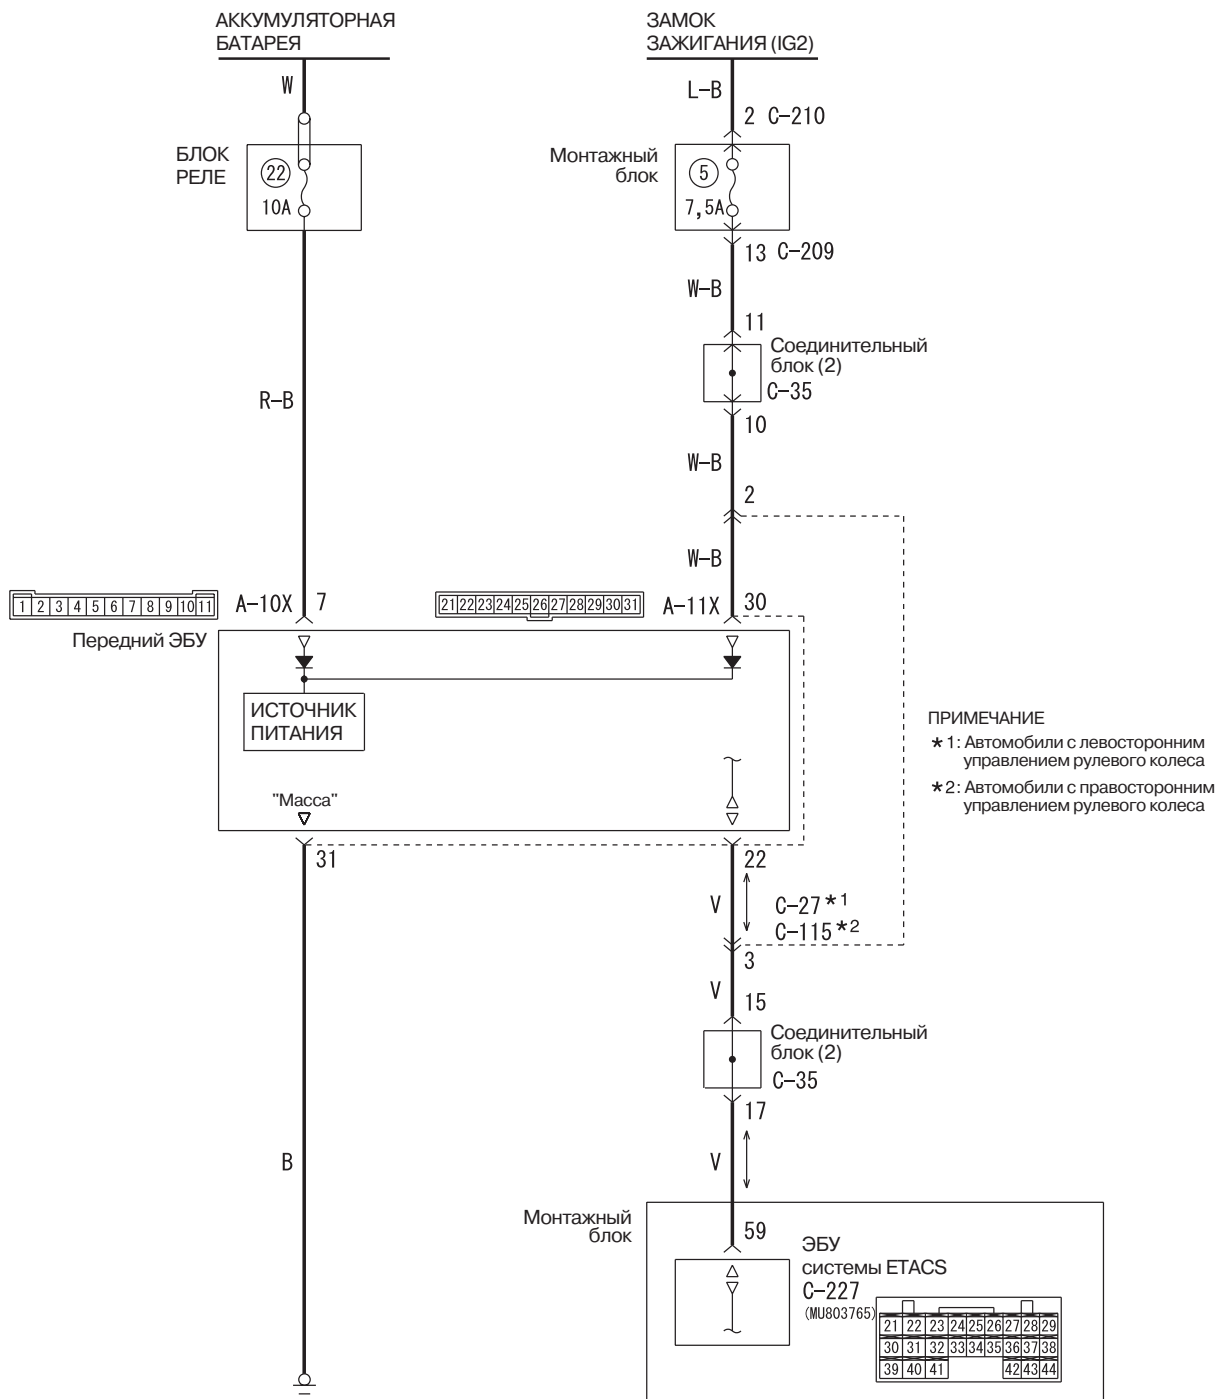 АККУМУЛЯТОРНАЯ
БАТАРЕЯ
ЗАМОК
ЗАЖИГАНИЯ (IG2)
W
L-B
2 C-210
БЛОК
РЕЛЕ
22
10A
Монтажный
блок
5
7,5A
13 C-209
W-B
11
Соединительный
блок (2)
C-35
10
R-B
W-B
2
W-B
1 2 3 4 5 6 7 8 9 10 11
A-10X 7
21 22 23 24 25 26 27 28 29 30 31
A-11X 30
Передний ЭБУ
ИСТОЧНИК
ПИТАНИЯ
"Масса"
ПРИМЕЧАНИЕ
*1: Автомобили с левосторонним
управлением рулевого колеса
*2: Автомобили с правосторонним
управлением рулевого колеса
31
22
V
C-27*1
C-115*2
3
V
15
Соединительный
блок (2)
C-35
17
B
V
Монтажный
блок
59
ЭБУ
системы ETACS
C-227
(MU803765)
21 22 23 24 25 26 27 28 29
30 31 32 33 34 35 36 37 38
39 40 41 42 43 44